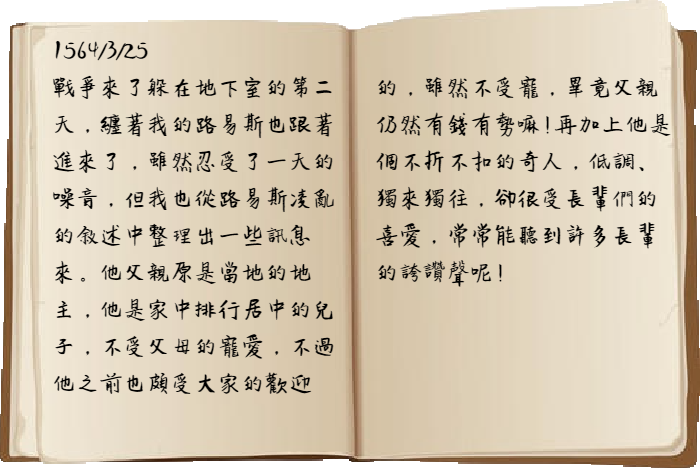 1564/3/25
戰爭來了躲在地下室的第二
天，纏著我的路易斯也跟著
進來了，雖然忍受了一天的
噪音，但我也從路易斯凌亂
的敘述中整理出一些訊息
來。他父親原是當地的地
主，他是家中排行居中的兒
子，不受父母的寵愛，不過
他之前也頗受大家的歡迎
的，雖然不受寵，畢竟父親
仍然有錢有勢嘛！再加上他是
個不折不扣的奇人，低調、
獨來獨往，卻很受長輩們的
喜愛，常常能聽到許多長輩
的誇讚聲呢！